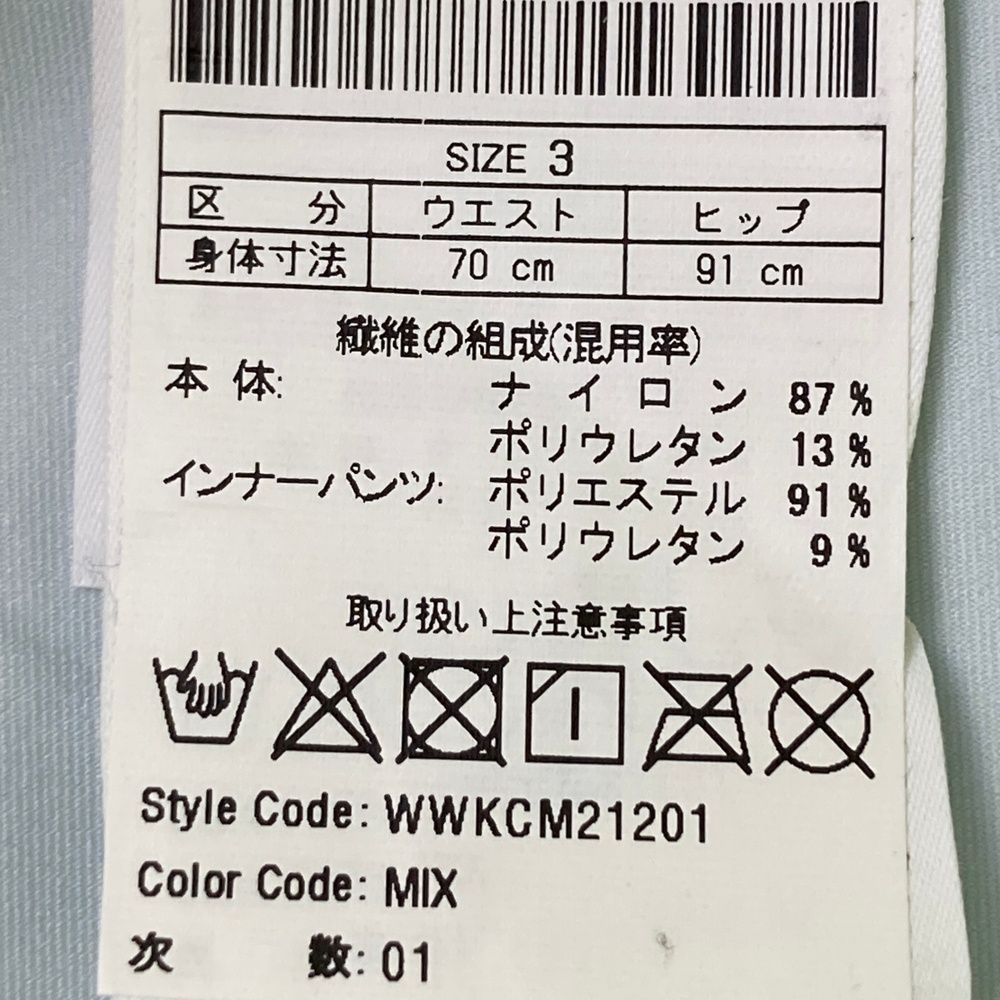 SIZE 3
区 分 ウエスト ヒップ
身体寸法 70 cm 91 cm
繊維の組成(混用率)
本 体: ナイロン 87 %
ポリウレタン 13 %
インナーパンツ: ポリエステル 91 %
ポリウレタン 9 %
取り扱い上注意事項
Style Code: WWKCM21201
Color Code: MIX
次 数: 01